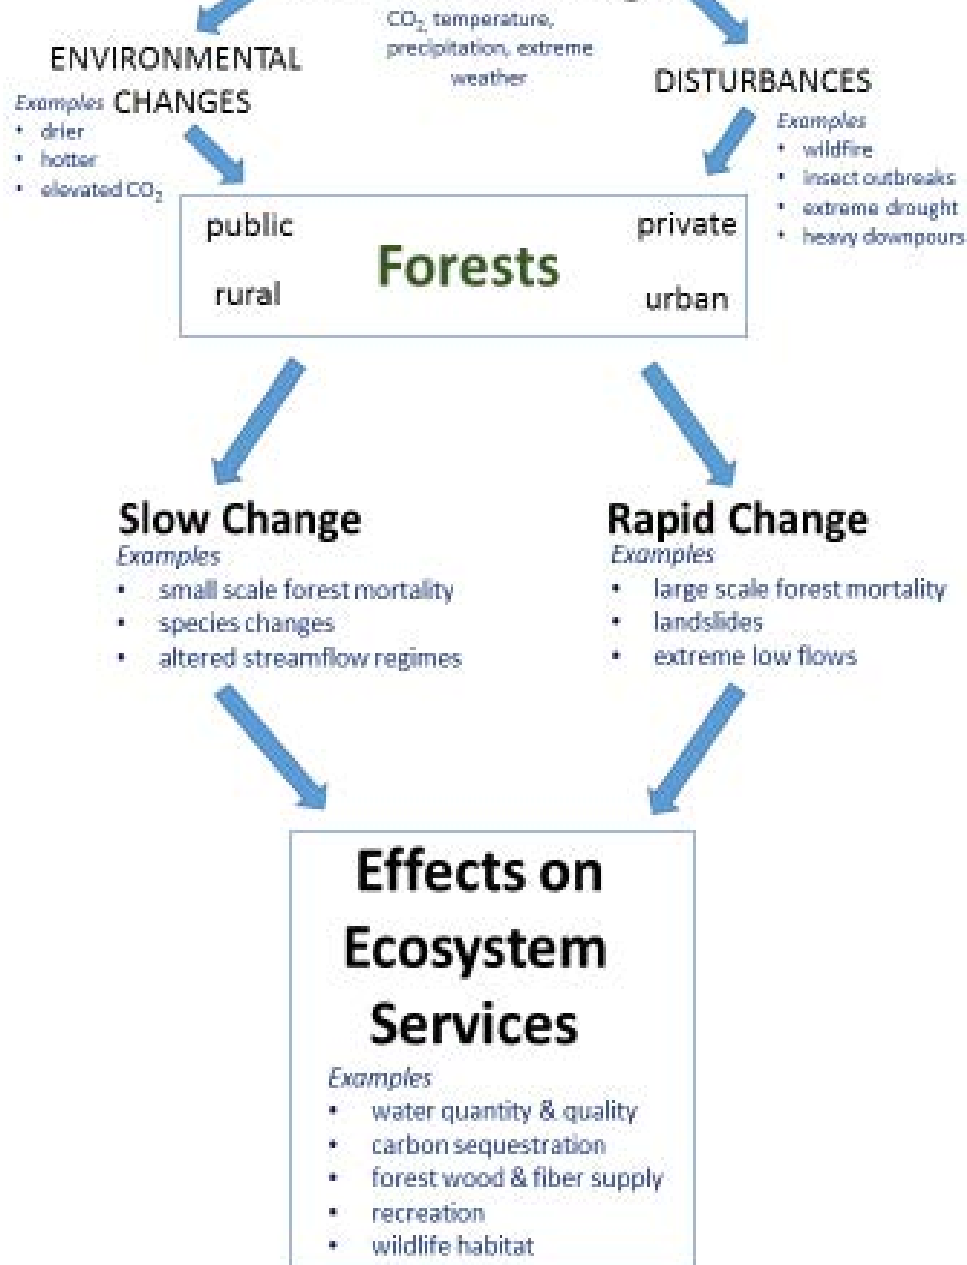 CO2, temperature,
precipitation, extreme
weather
ENVIRONMENTAL
CHANGES
Examples
• drier
• hotter
• elevated CO2
DISTURBANCES
Examples
• wildfire
• insect outbreaks
• extreme drought
• heavy downpours
public
private
Forests
rural
urban
Slow Change
Examples
• small scale forest mortality
• species changes
• altered streamflow regimes
Rapid Change
Examples
• large scale forest mortality
• landslides
• extreme low flows
Effects on
Ecosystem
Services
Examples
• water quantity & quality
• carbon sequestration
• forest wood & fiber supply
• recreation
• wildlife habitat